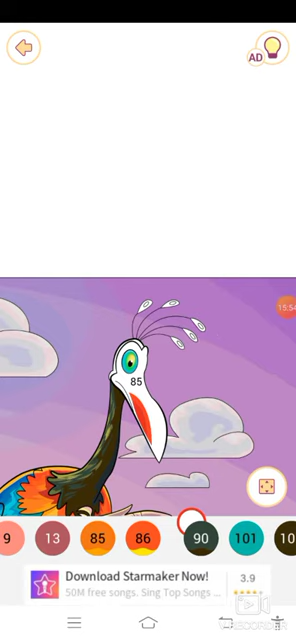 AD
15:54
85
9 13 85 86 90 101 10
Download Starmaker Now!
3.9
50M free songs. Sing Top Songs ...
RECORDER